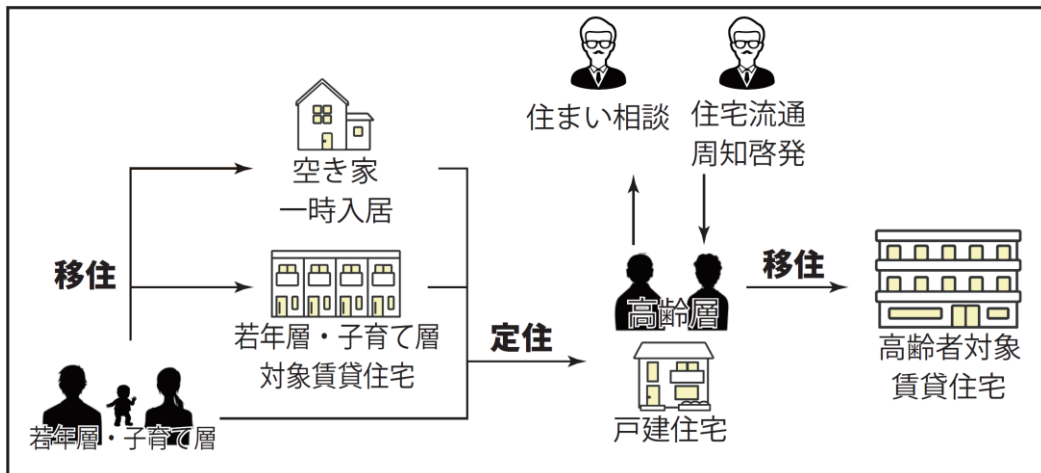 住まい相談
住宅流通
周知啓発
空き家
一時入居
移住
若年層・子育て層
対象賃貸住宅
若年層・子育て層
定住
高齢層
戸建住宅
移住
高齢者対象
賃貸住宅